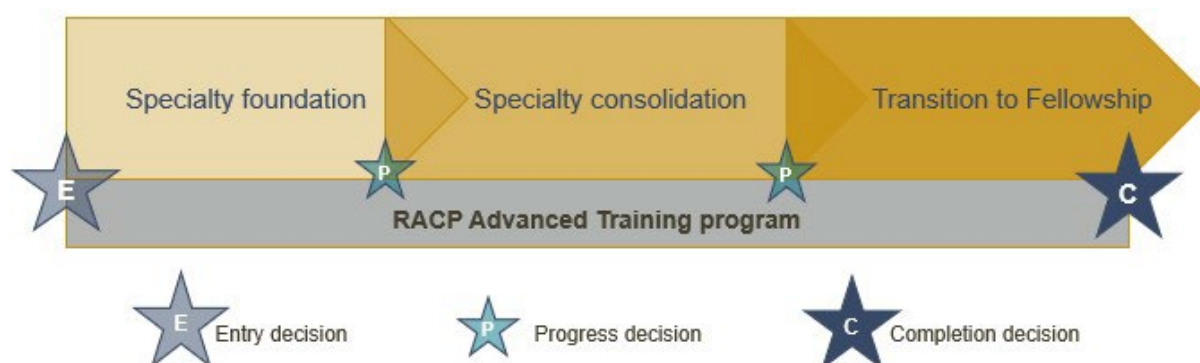 Specialty foundation
Specialty consolidation
Transition to Fellowship
E
P
P
C
RACP Advanced Training program
E Entry decision
P Progress decision
C Completion decision